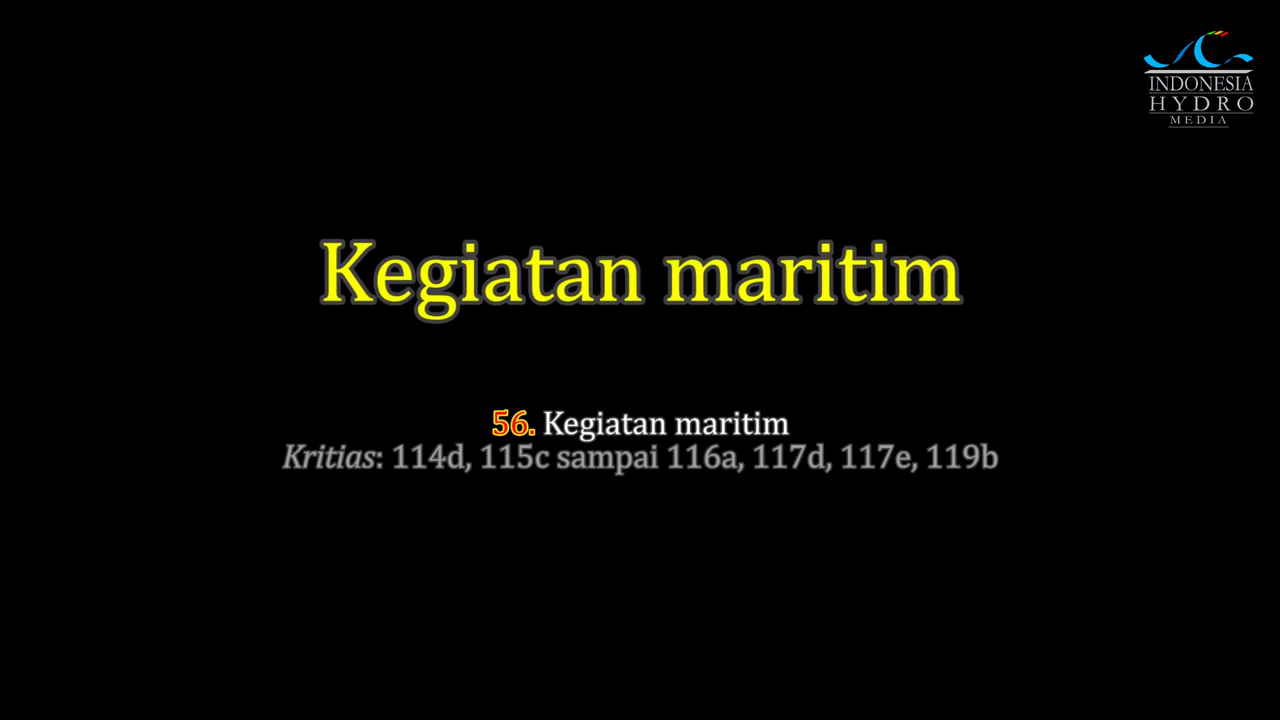 INDONESIA
HYDRO
MEDIA
Kegiatan maritim
56. Kegiatan maritim
Kritias: 114d, 115c sampai 116a, 117d, 117e, 119b